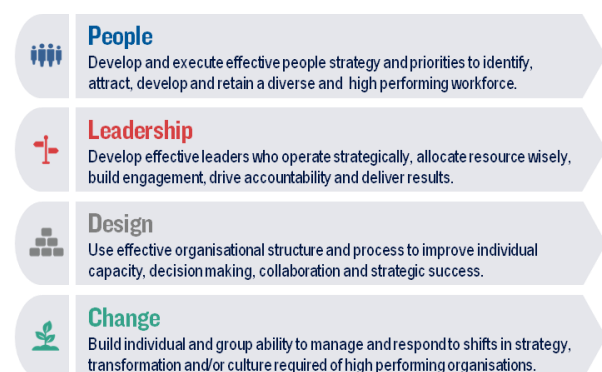 People
Develop and execute effective people strategy and priorities to identify,
attract, develop and retain a diverse and high performing workforce.
Leadership
Develop effective leaders who operate strategically, allocate resource wisely,
build engagement, drive accountability and deliver results.
Design
Use effective organisational structure and process to improve individual
capacity, decision making, collaboration and strategic success.
Change
Build individual and group ability to manage and respond to shifts in strategy,
transformation and/or culture required of high performing organisations.